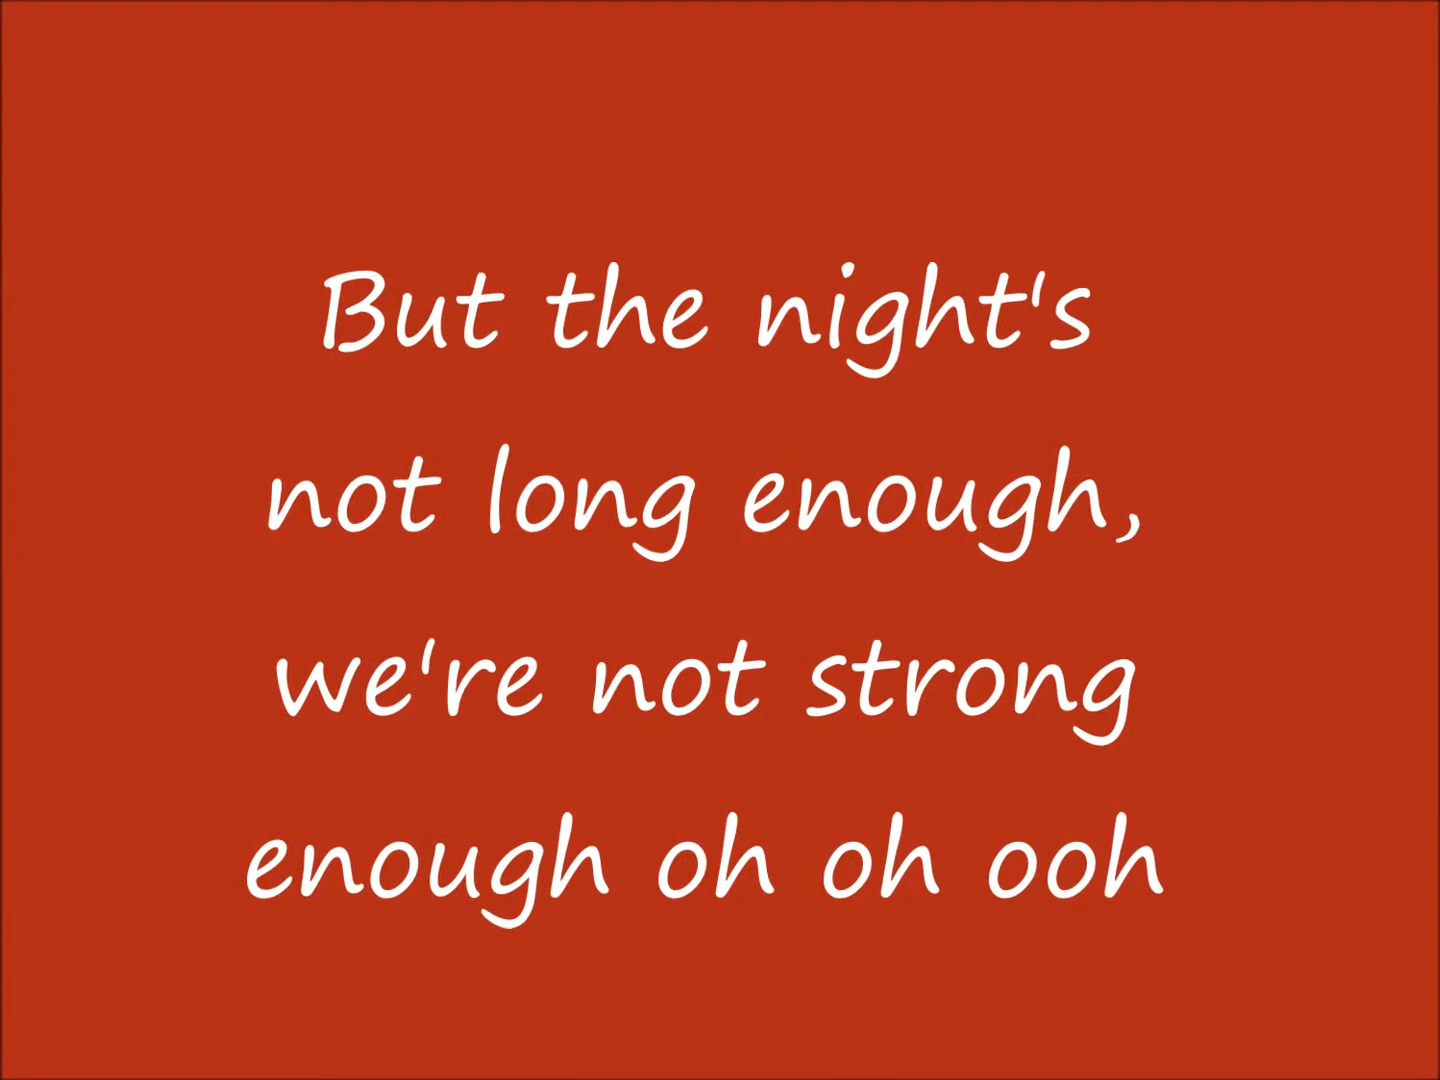 But the night's
not long enough,
we're not strong
enough oh oh ooh